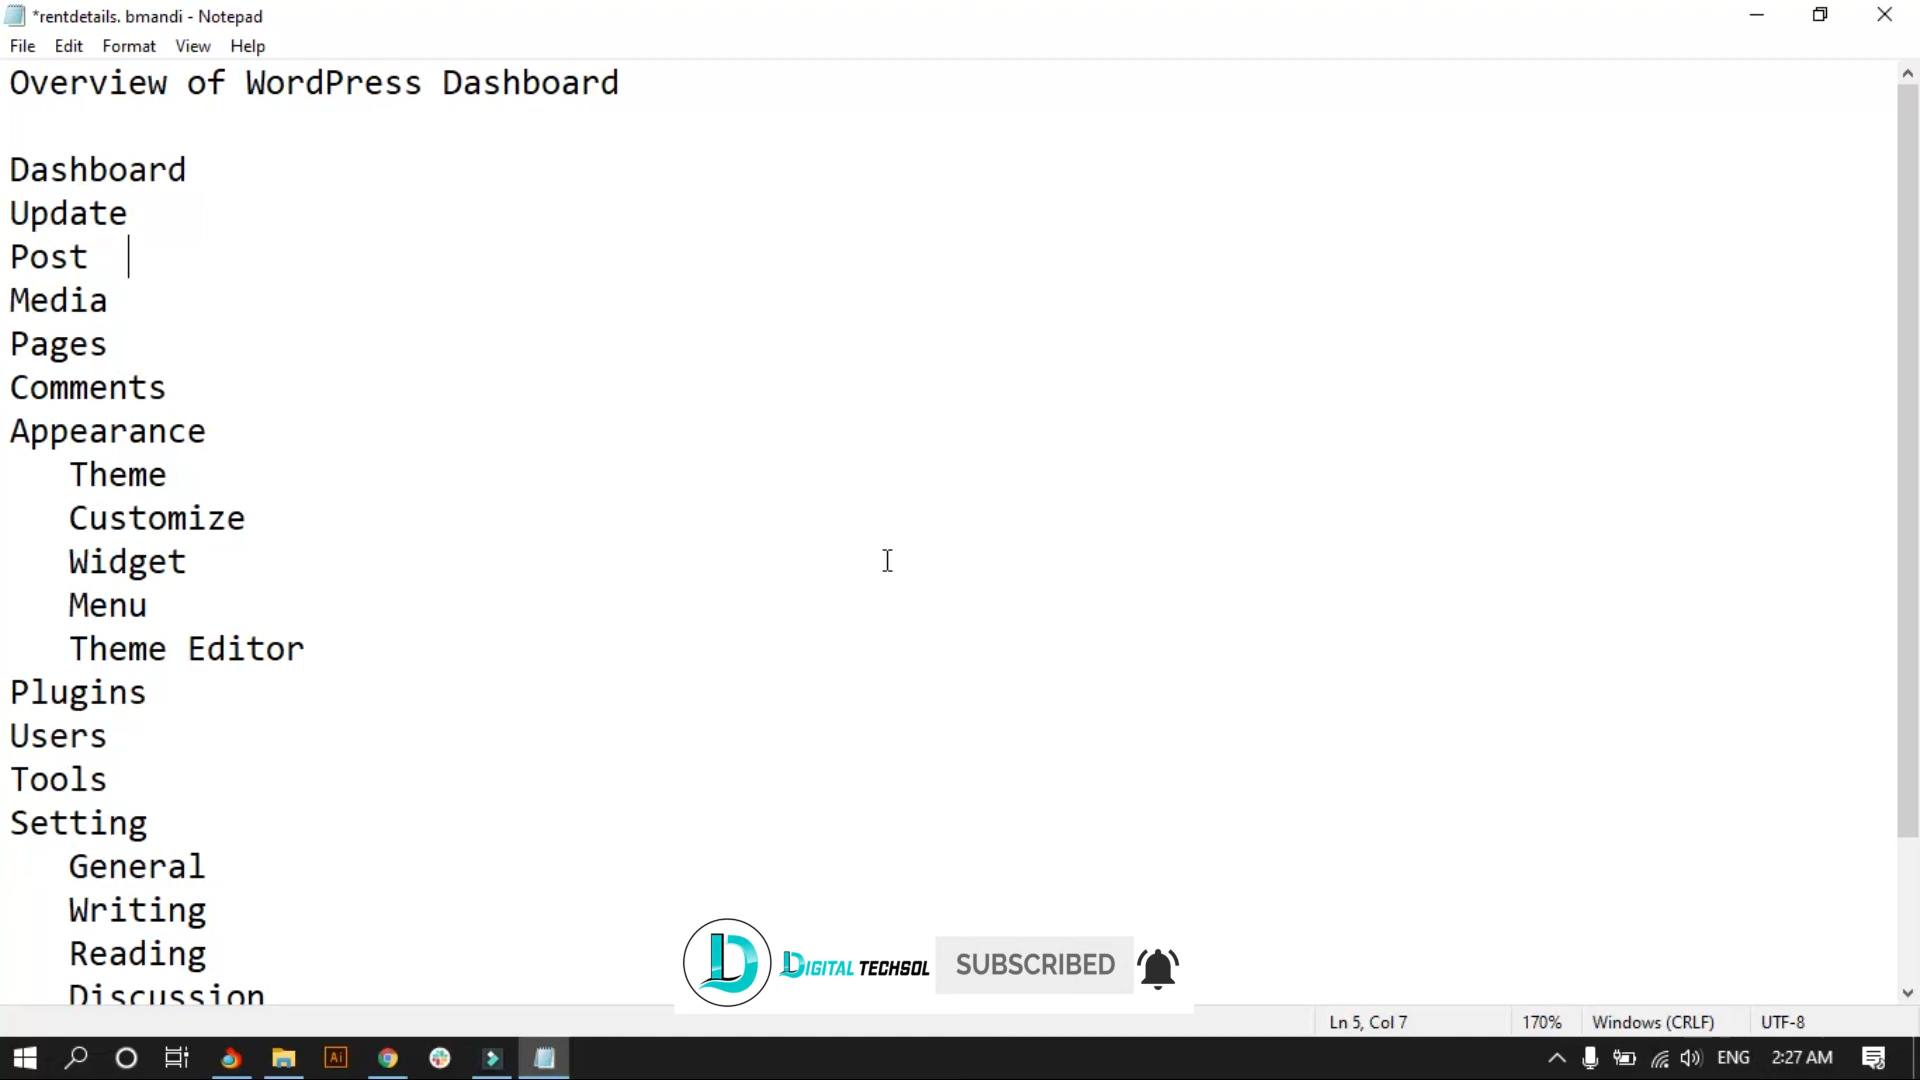 *rentdetails. bmandi - Notepad
File Edit Format View Help
Overview of WordPress Dashboard
Dashboard
Update
Post
Media
Pages
Comments
Appearance
Theme
Customize
Widget
Menu
Theme Editor
Plugins
Users
Tools
Setting
General
Writing
Reading
Discussion
DIGITAL TECHSOL SUBSCRIBED
Ln 5, Col 7 170% Windows (CRLF) UTF-8
Ai ENG 2:27 AM